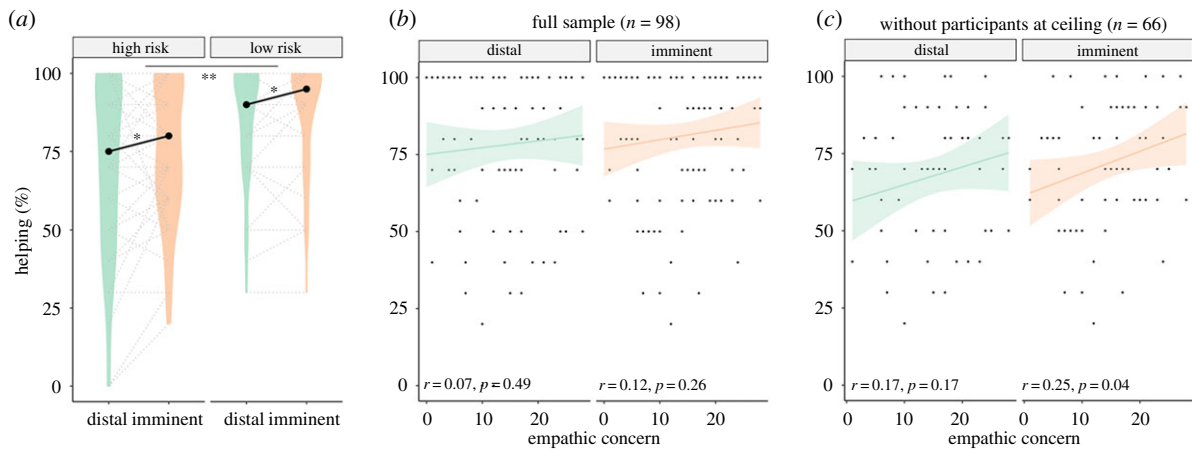 (a)
high risk
low risk
**
*
*
100
75
50
25
0
helping (%)
distal imminent
distal imminent
(b)
full sample (n = 98)
distal
imminent
100
75
50
25
0
r = 0.07, p = 0.49
r = 0.12, p = 0.26
0
10
20
0
10
20
empathic concern
(c)
without participants at ceiling (n = 66)
distal
imminent
100
75
50
25
0
r = 0.17, p = 0.17
r = 0.25, p = 0.04
0
10
20
0
10
20
empathic concern